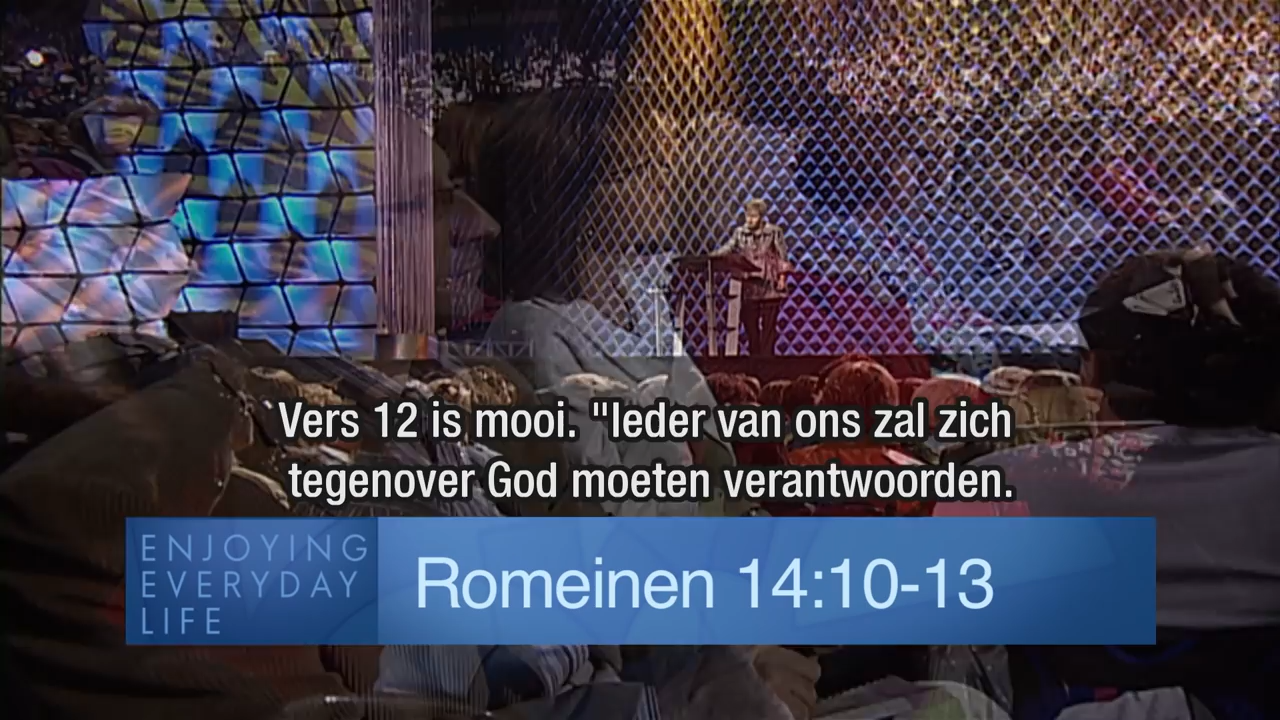 `Vers 12 is mooi. "Ieder van ons zal zich
tegenover God moeten verantwoorden.
ENJOYING
EVERYDAY
LIFE
Romeinen 14:10-13